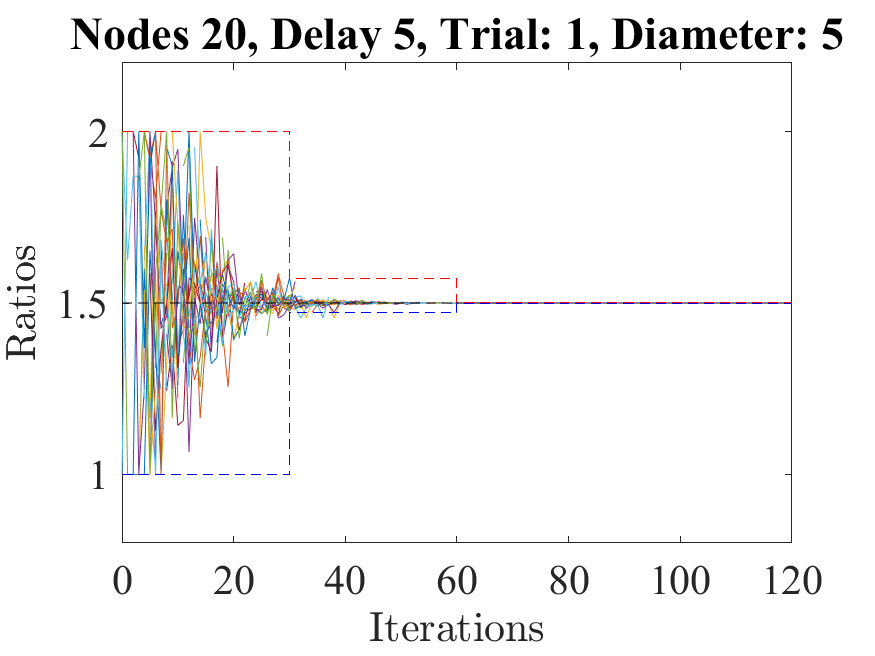 Nodes 20, Delay 5, Trial: 1, Diameter: 5
2
1.5
1
Ratios
0 20 40 60 80 100 120
Iterations